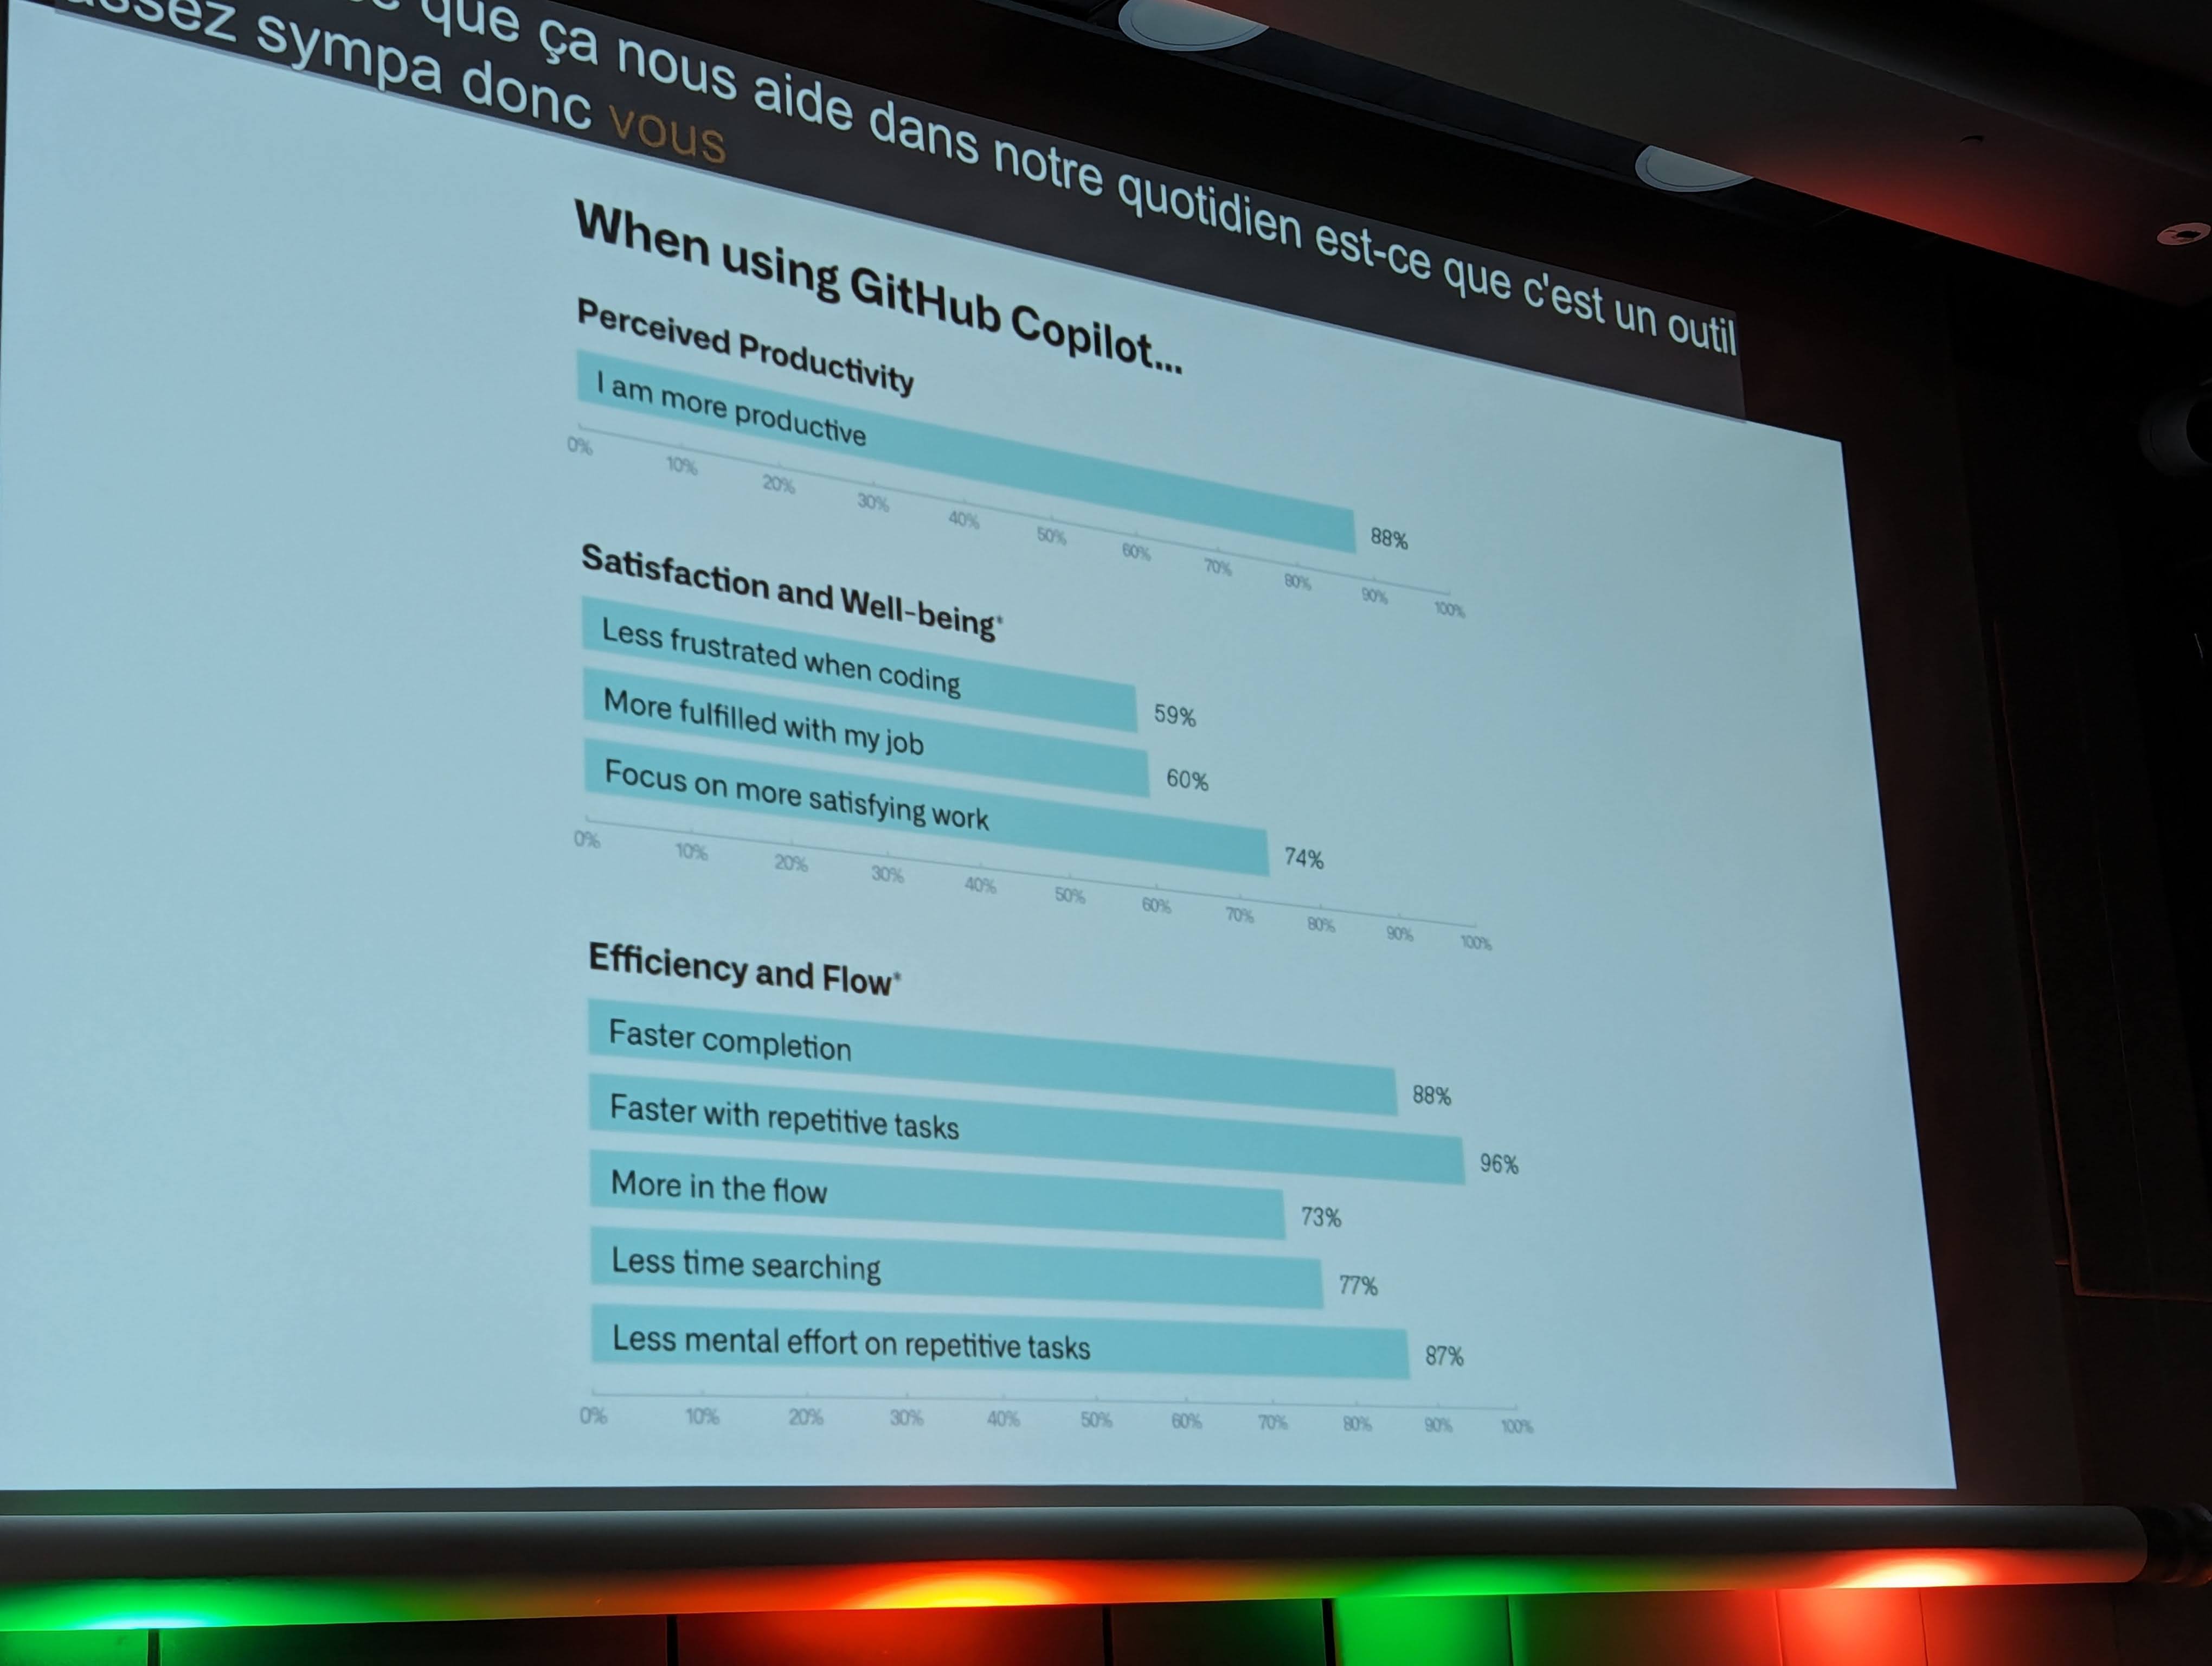 que ça nous aide dans notre quotidien est-ce que c'est un outil
sympa donc vous
When using GitHub Copilot...
Perceived Productivity
I am more productive
88%
0% 10% 20% 30% 40% 50% 60% 70% 80% 90% 100%
Satisfaction and Well-being*
Less frustrated when coding
59%
More fulfilled with my job
60%
Focus on more satisfying work
74%
0% 10% 20% 30% 40% 50% 60% 70% 80% 90% 100%
Efficiency and Flow*
Faster completion
88%
Faster with repetitive tasks
96%
More in the flow
73%
Less time searching
77%
Less mental effort on repetitive tasks
87%
0% 10% 20% 30% 40% 50% 60% 70% 80% 90% 100%